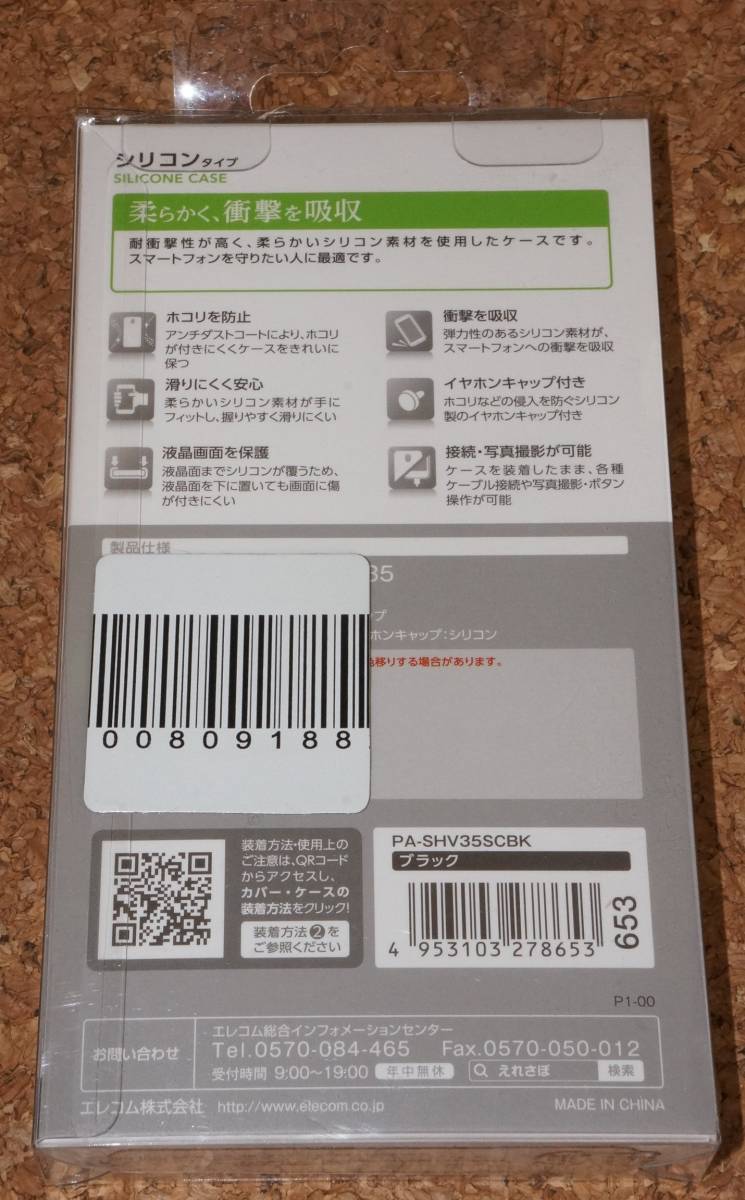 シリコンタイプ
SILICONE CASE
柔らかく、衝撃を吸収
耐衝撃性が高く、柔らかいシリコン素材を使用したケースです。
スマートフォンを守りたい人に最適です。
ホコリを防止
アンチダストコートにより、ホコリ
が付きにくくケースをきれいに
保つ
衝撃を吸収
弾力性のあるシリコン素材が、
スマートフォンへの衝撃を吸収
滑りにくく安心
柔らかいシリコン素材が手に
フィットし、握りやすく滑りにくい
イヤホンキャップ付き
ホコリなどの侵入を防ぐシリコン
製のイヤホンキャップ付き
液晶画面を保護
液晶面までシリコンが覆うため、
液晶面を下に置いても画面に傷
が付きにくい
接続・写真撮影が可能
ケースを装着したまま、各種
ケーブル接続や写真撮影・ボタン
操作が可能
製品仕様
35
プ
ホンキャップ:シリコン
色移りする場合があります。
00809188
装着方法・使用上の
ご注意は、QRコード
からアクセスし、
カバー・ケースの
装着方法をクリック!
装着方法❷を
ご参照ください
PA-SHV35SCBK
ブラック
4 953103 278653
653
P1-00
お問い合わせ
エレコム総合インフォメーションセンター
Tel.0570-084-465 Fax.0570-050-012
受付時間 9:00〜19:00 年中無休 えれさぽ 検索
エレコム株式会社 http://www.elecom.co.jp MADE IN CHINA